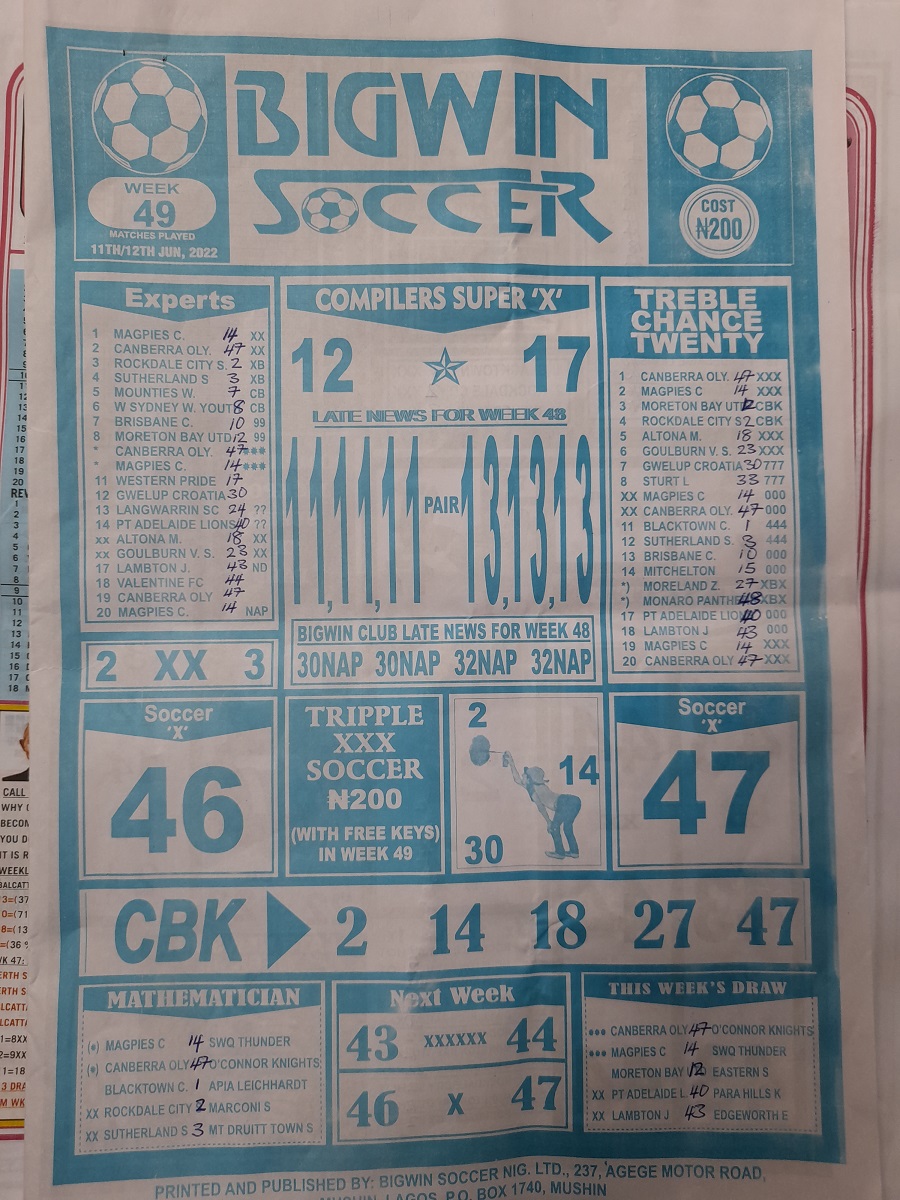 BIGWIN
SOCCER
WEEK
49
MATCHES PLAYED
11TH/12TH JUN, 2022
COST
₦200
Experts
1 MAGPIES C. 14 XX
2 CANBERRA OLY. 47 XX
3 ROCKDALE CITY S. 2 XB
4 SUTHERLAND S 3 XB
5 MOUNTIES W. 7 CB
6 W SYDNEY W. YOUT 8 CB
7 BRISBANE C. 10 99
8 MORETON BAY UTD 12 99
* CANBERRA OLY. 47 ***
* MAGPIES C. 14 ***
11 WESTERN PRIDE 17
12 GWELUP CROATIA 30
13 LANGWARRIN SC 24 ??
14 PT ADELAIDE LIONS 40 ??
xx ALTONA M. 18 XX
xx GOULBURN V. S. 23 XX
17 LAMBTON J. 43 ND
18 VALENTINE FC 44
19 CANBERRA OLY 47
20 MAGPIES C. 14 NAP
2 XX 3
COMPILERS SUPER 'X'
12 17
LATE NEWS FOR WEEK 48
11,11,11 PAIR 13,13,13
BIGWIN CLUB LATE NEWS FOR WEEK 48
30NAP 30NAP 32NAP 32NAP
TREBLE
CHANCE
TWENTY
1 CANBERRA OLY. 47 XXX
2 MAGPIES C 14 XXX
3 MORETON BAY UTD 12 CBK
4 ROCKDALE CITY S 2 CBK
5 ALTONA M. 18 XXX
6 GOULBURN V. S. 23 XXX
7 GWELUP CROATIA 30 777
8 STURT L 33 777
XX MAGPIES C 14 000
XX CANBERRA OLY. 47 000
11 BLACKTOWN C. 1 444
12 SUTHERLAND S. 3 444
13 BRISBANE C. 10 000
14 MITCHELTON 15 000
*) MORELAND Z. 27 XBX
*) MONARO PANTHE 48 XBX
17 PT ADELAIDE LIO 40 000
18 LAMBTON J 43 000
19 MAGPIES C 14 XXX
20 CANBERRA OLY 47 XXX
Soccer
'X'
46
TRIPPLE
XXX
SOCCER
₦200
(WITH FREE KEYS)
IN WEEK 49
2
14
30
Soccer
'X'
47
CBK 2 14 18 27 47
MATHEMATICIAN
(•) MAGPIES C 14 SWQ THUNDER
(•) CANBERRA OLY 47 O'CONNOR KNIGHTS
BLACKTOWN C. 1 APIA LEICHHARDT
XX ROCKDALE CITY 2 MARCONI S
XX SUTHERLAND S 3 MT DRUITT TOWN S
Next Week
43 XXXXXX 44
46 X 47
THIS WEEK'S DRAW
*** CANBERRA OLY 47 O'CONNOR KNIGHTS
*** MAGPIES C 14 SWQ THUNDER
MORETON BAY 12 EASTERN S
XX PT ADELAIDE L 40 PARA HILLS K
XX LAMBTON J 43 EDGEWORTH E
PRINTED AND PUBLISHED BY: BIGWIN SOCCER NIG. LTD., 237, AGEGE MOTOR ROAD,
MUSHIN, LAGOS, P.O. BOX 1740, MUSHIN